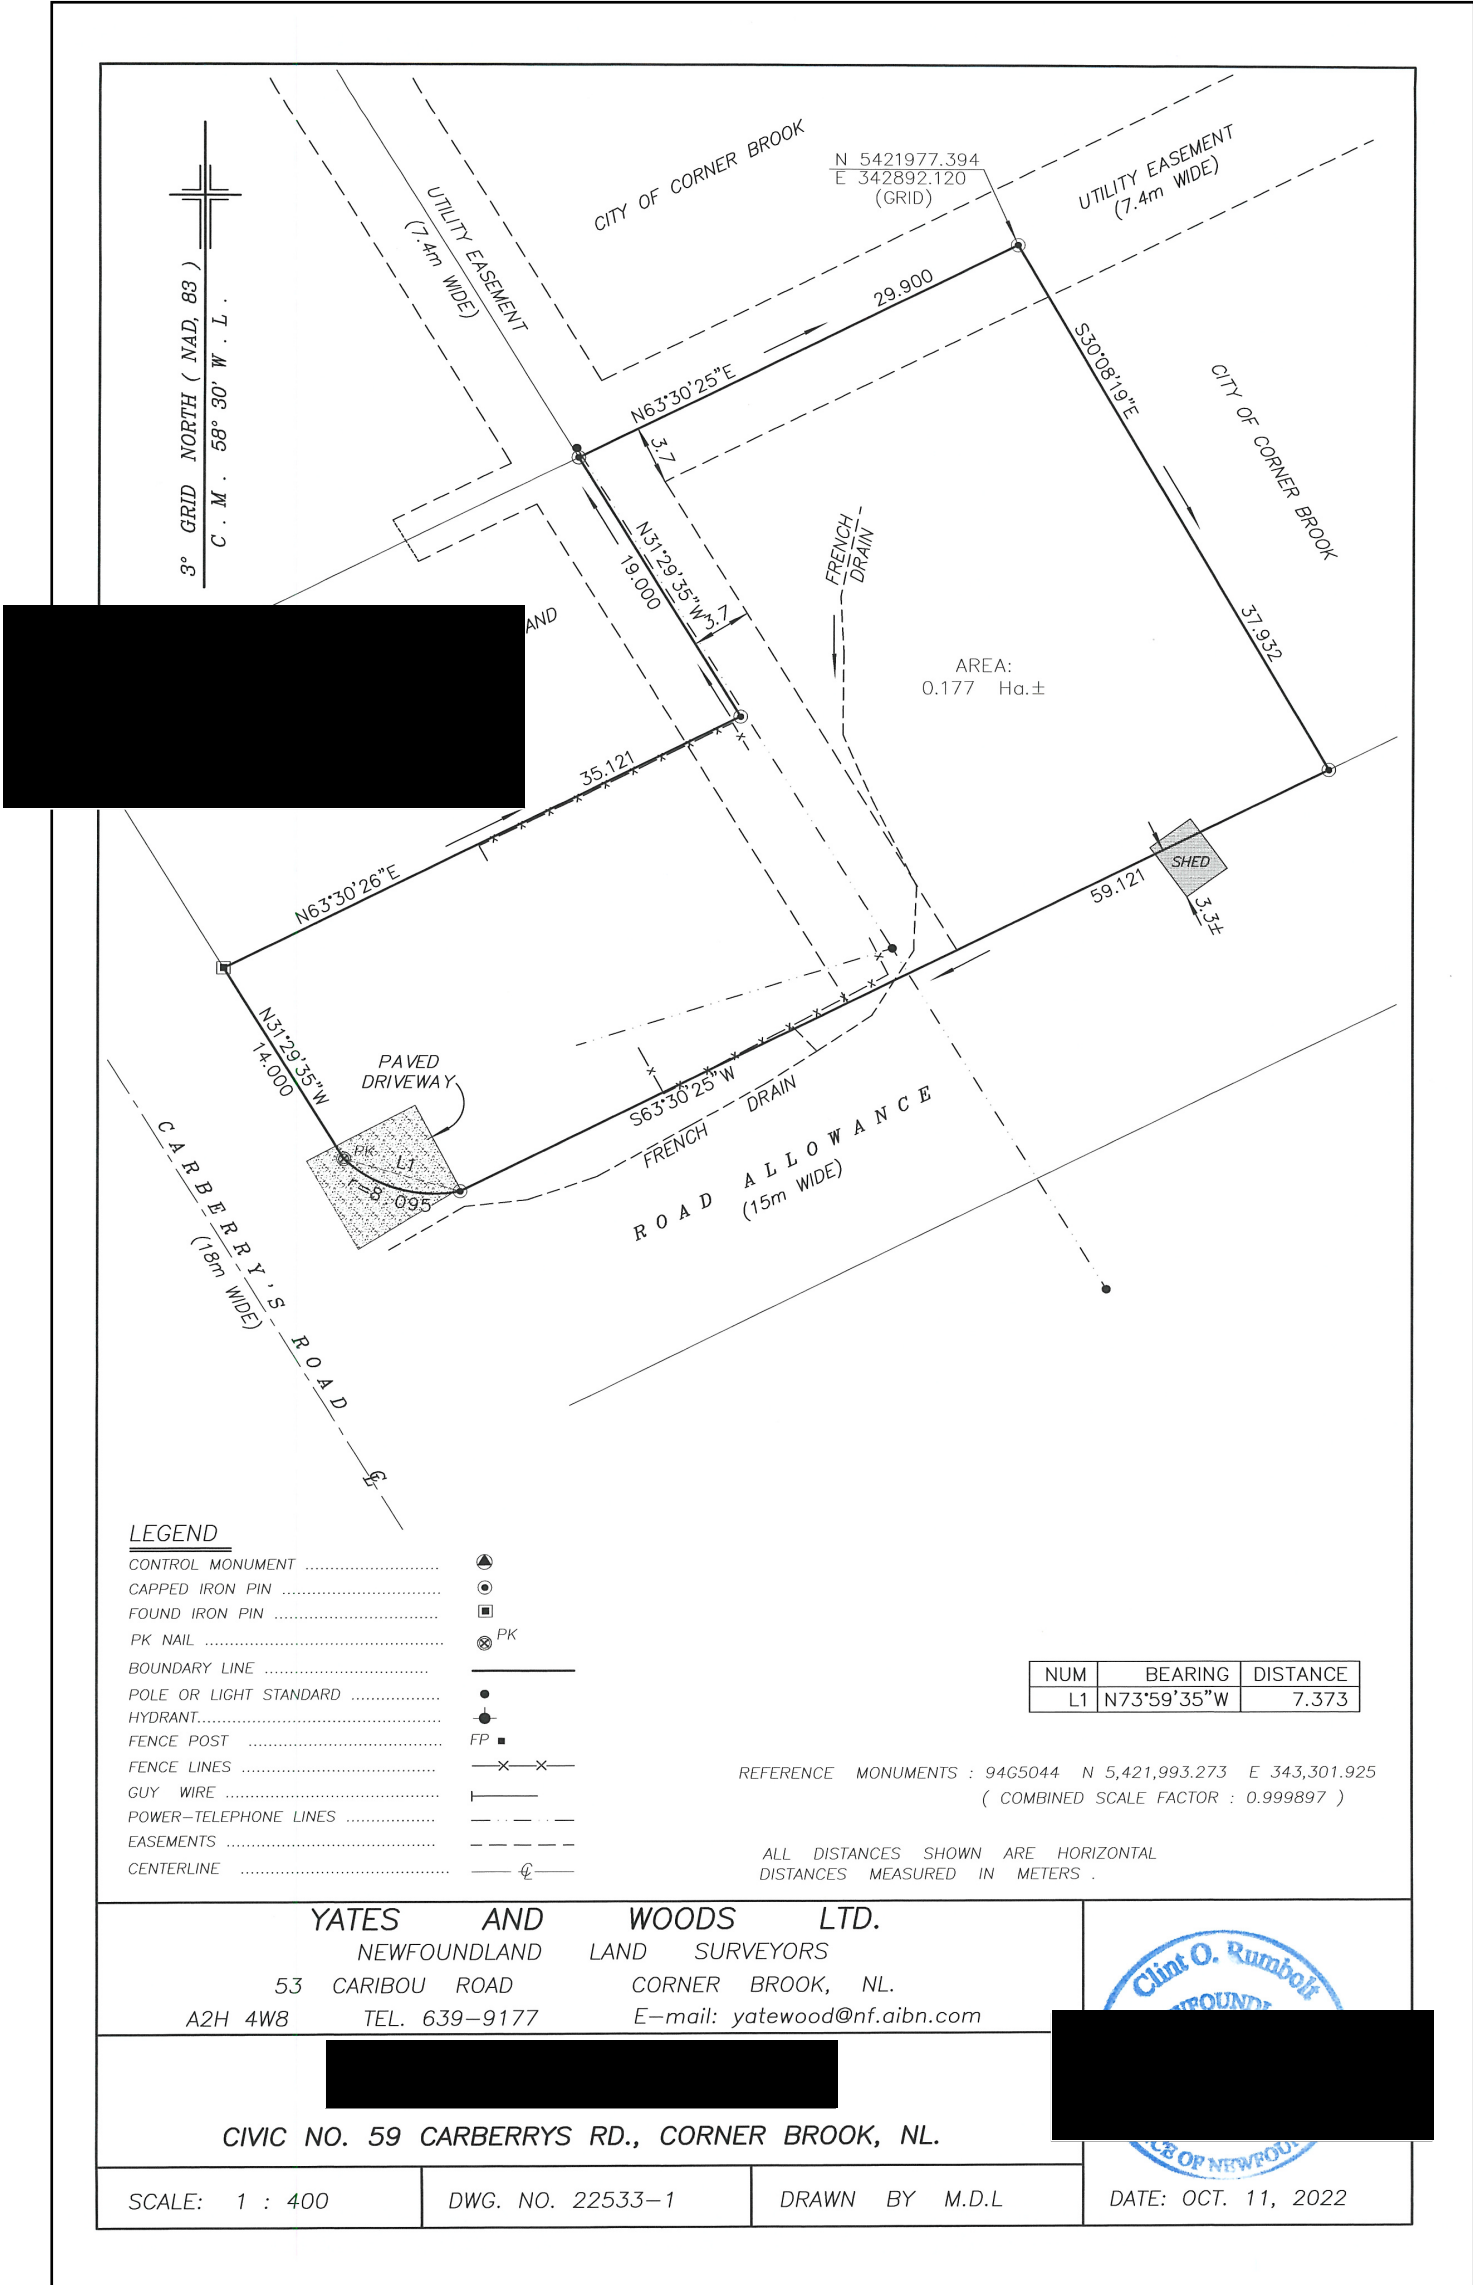 3° GRID NORTH ( NAD, 83 )
C . M . 58° 30' W . L .
CITY OF CORNER BROOK
N 5421977.394
E 342892.120
(GRID)
UTILITY EASEMENT
(7.4m WIDE)
UTILITY EASEMENT
(7.4m WIDE)
29.900
N63°30'25"E
3.7
S30°08'19"E
37.932
CITY OF CORNER BROOK
N31°29'35"W
19.000
3.7
FRENCH
DRAIN
AND
AREA:
0.177 Ha.±
35.121
N63°30'26"E
SHED
3.3±
59.121
S63°30'25"W
N31°29'35"W
14.000
PAVED
DRIVEWAY
PK
L1
r=8.095
FRENCH DRAIN
ROAD ALLOWANCE
(15m WIDE)
CARBERRY'S ROAD
(18m WIDE)
℄
LEGEND
CONTROL MONUMENT
CAPPED IRON PIN
FOUND IRON PIN
PK NAIL PK
BOUNDARY LINE
POLE OR LIGHT STANDARD
HYDRANT
FENCE POST FP
FENCE LINES
GUY WIRE
POWER-TELEPHONE LINES
EASEMENTS
CENTERLINE ℄
NUM BEARING DISTANCE
L1 N73°59'35"W 7.373
REFERENCE MONUMENTS : 94G5044 N 5,421,993.273 E 343,301.925
( COMBINED SCALE FACTOR : 0.999897 )
ALL DISTANCES SHOWN ARE HORIZONTAL
DISTANCES MEASURED IN METERS .
YATES AND WOODS LTD.
NEWFOUNDLAND LAND SURVEYORS
53 CARIBOU ROAD CORNER BROOK, NL.
A2H 4W8 TEL. 639-9177 E-mail: yatewood@nf.aibn.com
CIVIC NO. 59 CARBERRYS RD., CORNER BROOK, NL.
SCALE: 1 : 400
DWG. NO. 22533-1
DRAWN BY M.D.L
Clint O. Rumbolt
OF NEWFOU
DATE: OCT. 11, 2022